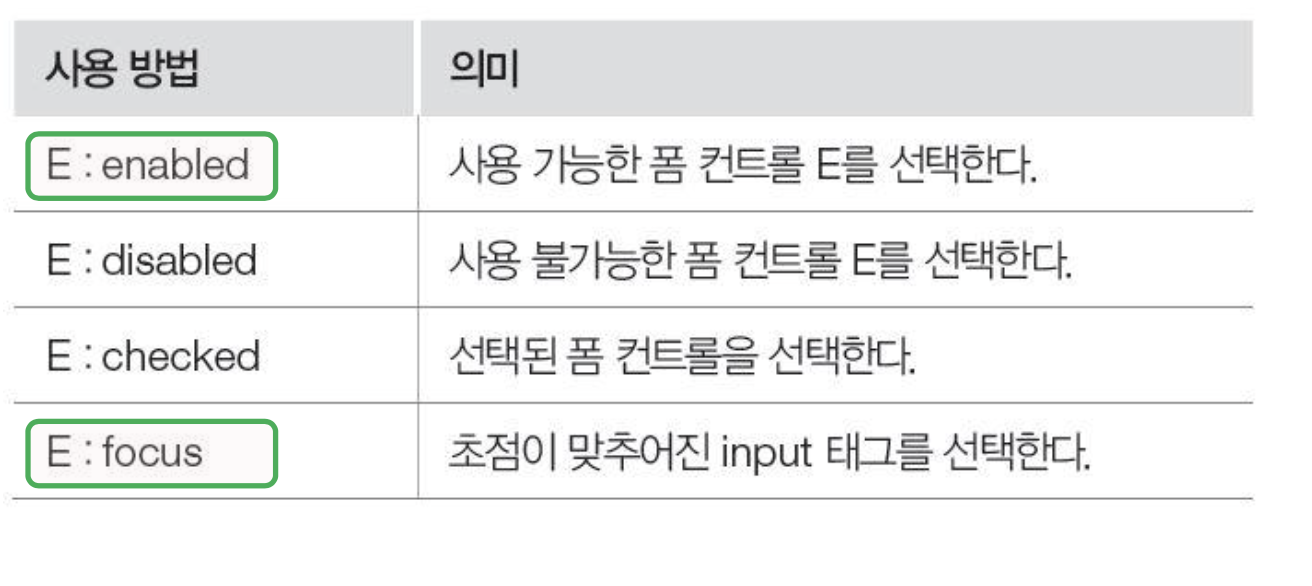 사용 방법 의미
E : enabled 사용 가능한 폼 컨트롤 E를 선택한다.
E : disabled 사용 불가능한 폼 컨트롤 E를 선택한다.
E : checked 선택된 폼 컨트롤을 선택한다.
E : focus 초점이 맞추어진 input 태그를 선택한다.